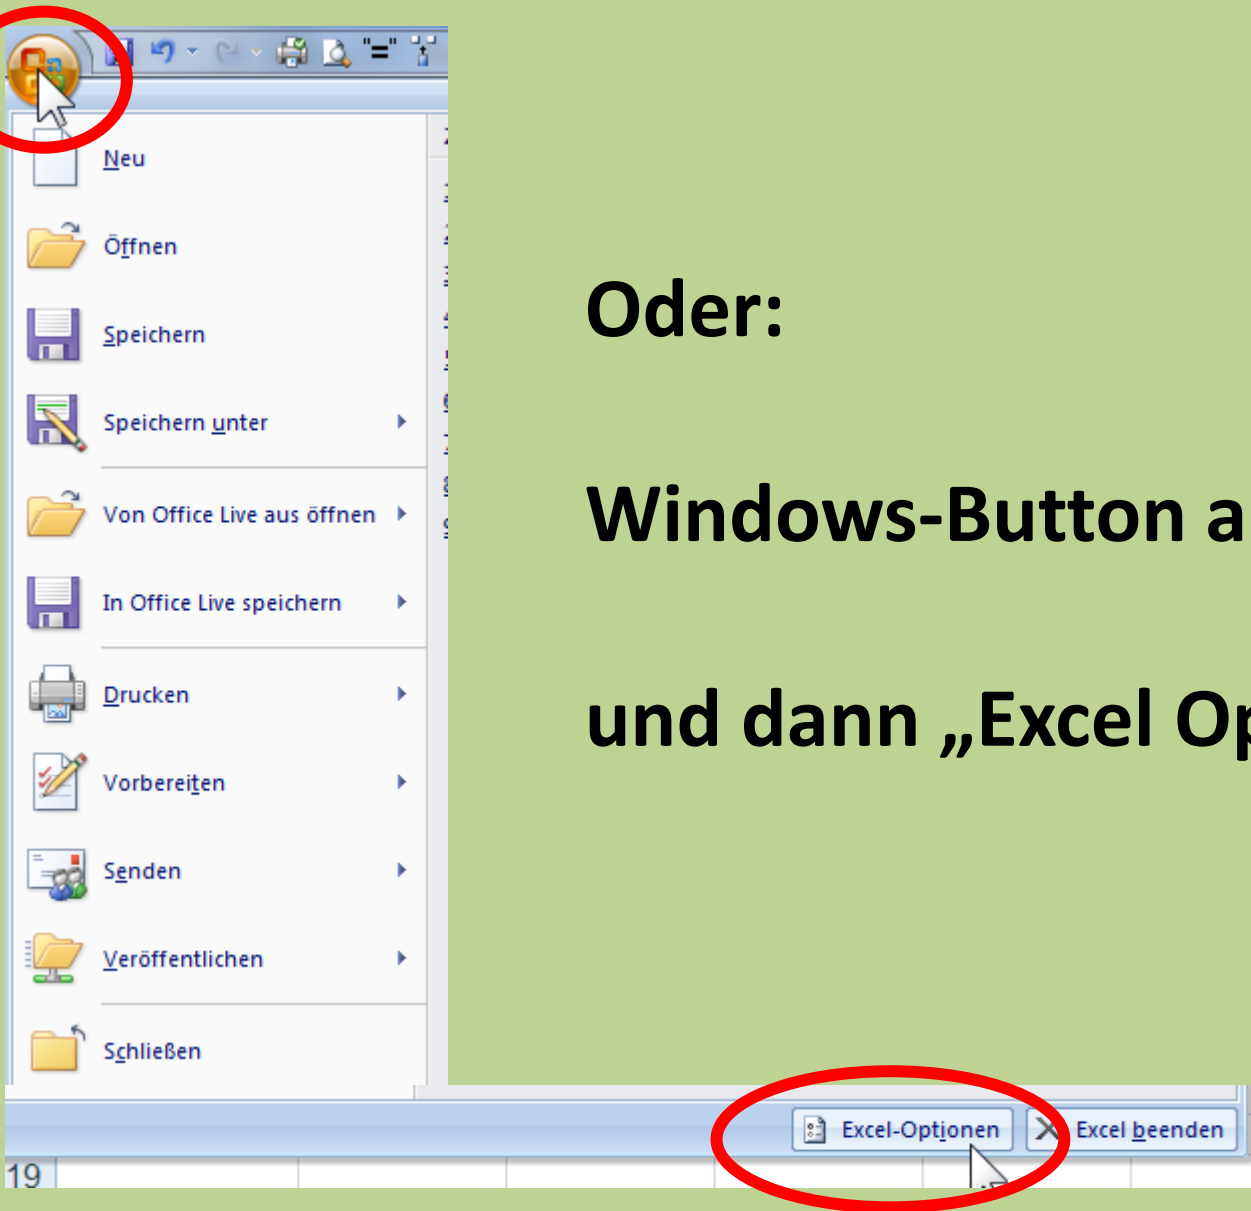 "="
Neu
Öffnen
Speichern
Speichern unter
Von Office Live aus öffnen
In Office Live speichern
Drucken
Vorbereiten
Senden
Veröffentlichen
Schließen
Oder:
Windows-Button a
und dann „Excel Op
Excel-Optionen
Excel beenden
19